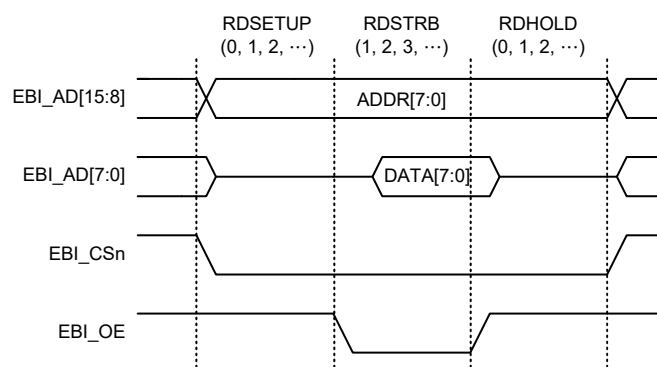 RDSETUP RDSTRB RDHOLD
(0, 1, 2, ⋯) (1, 2, 3, ⋯) (0, 1, 2, ⋯)
EBI_AD[15:8] ADDR[7:0]
EBI_AD[7:0] DATA[7:0]
EBI_CSn
EBI_OE